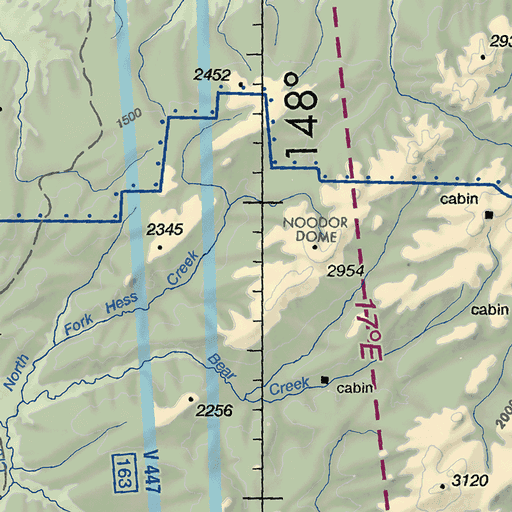 293
2452
148°
1500
cabin
NOODOR
DOME
2345
2954
Creek
Hess
Fork
North
17°E
cabin
Bear
Creek
cabin
2256
2000
V 447
163
3120